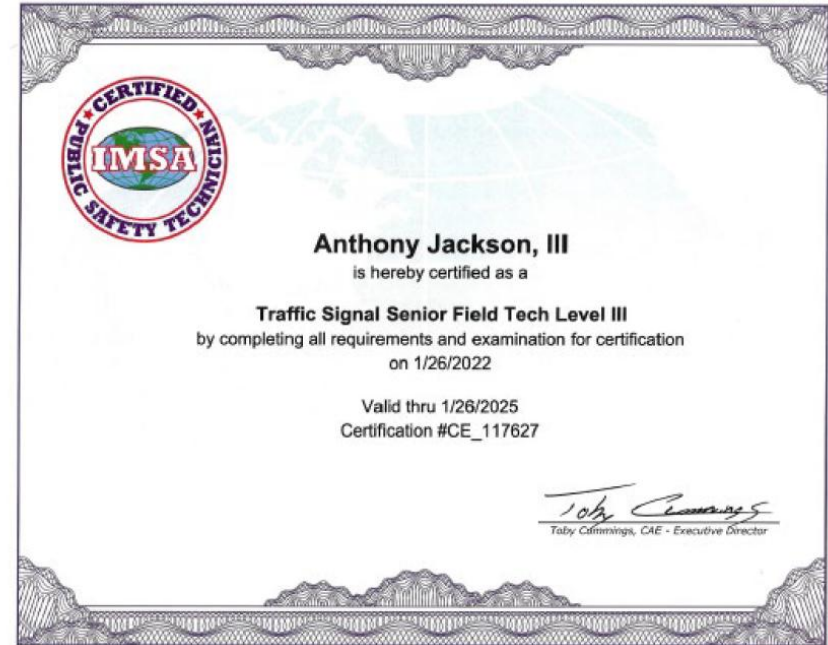 CERTIFIED
IMSA
PUBLIC SAFETY TECHNICIAN
Anthony Jackson, III
is hereby certified as a
Traffic Signal Senior Field Tech Level III
by completing all requirements and examination for certification
on 1/26/2022
Valid thru 1/26/2025
Certification #CE_117627
Toby Cummings
Toby Cummings, CAE - Executive Director